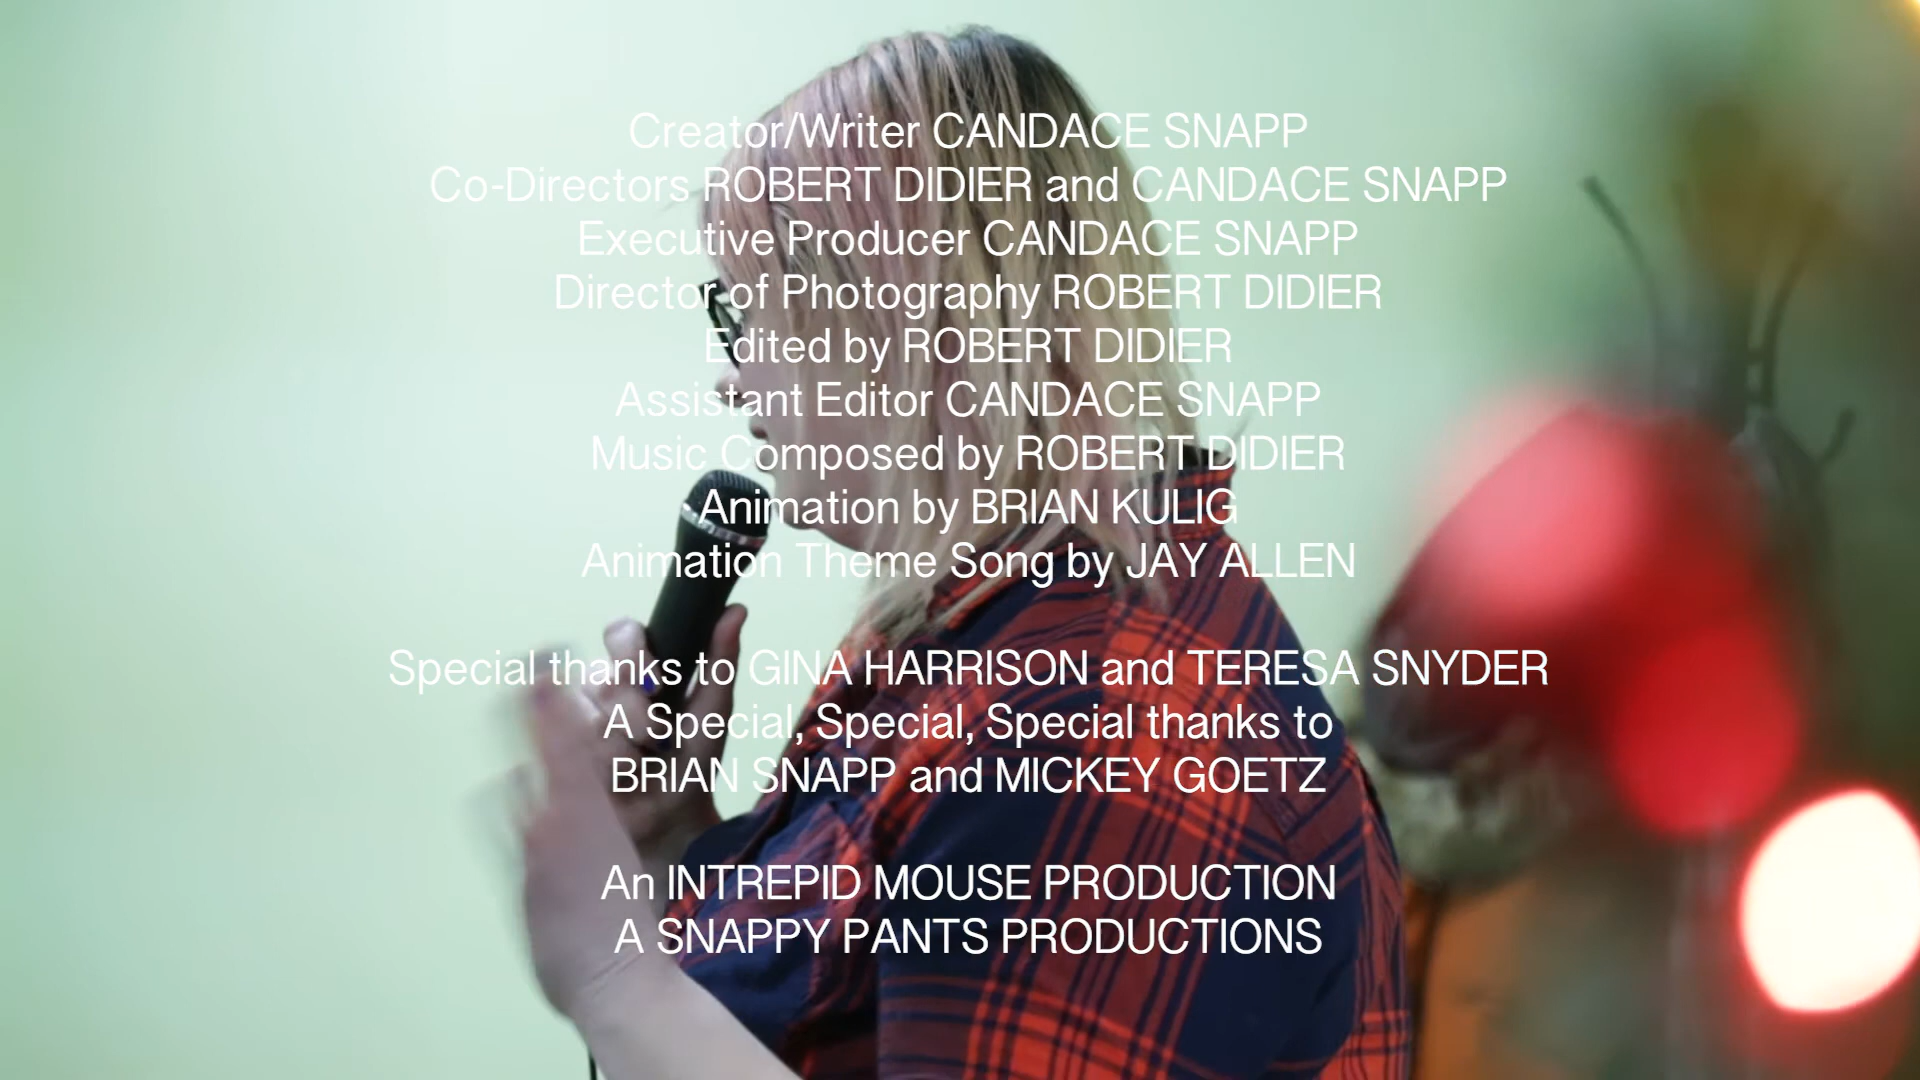 Creator/Writer CANDACE SNAPP
Co-Directors ROBERT DIDIER and CANDACE SNAPP
Executive Producer CANDACE SNAPP
Director of Photography ROBERT DIDIER
Edited by ROBERT DIDIER
Assistant Editor CANDACE SNAPP
Music Composed by ROBERT DIDIER
Animation by BRIAN KULIG
Animation Theme Song by JAY ALLEN
Special thanks to GINA HARRISON and TERESA SNYDER
A Special, Special, Special thanks to
BRIAN SNAPP and MICKEY GOETZ
An INTREPID MOUSE PRODUCTION
A SNAPPY PANTS PRODUCTIONS